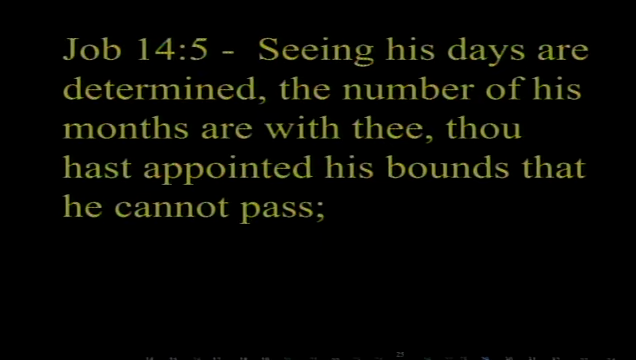 Job 14:5 -  Seeing his days are
determined, the number of his
months are with thee, thou
hast appointed his bounds that
he cannot pass;
25